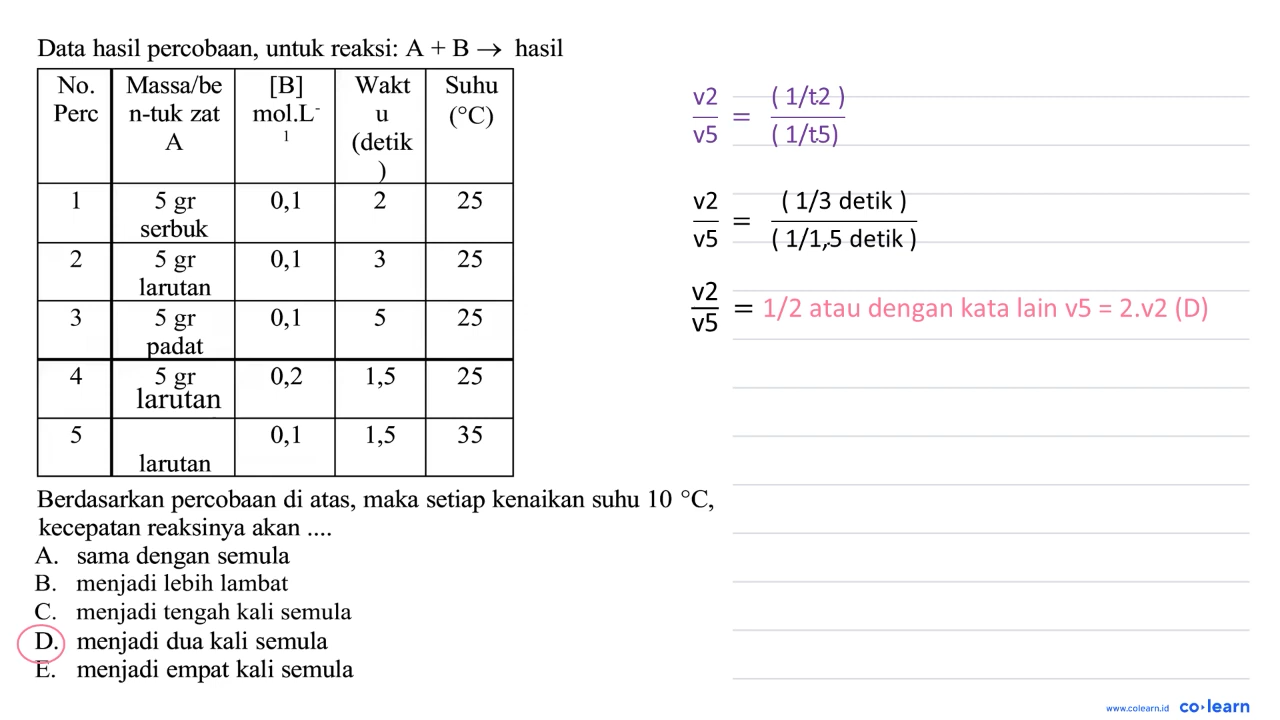 Data hasil percobaan, untuk reaksi: A + B → hasil
No. Perc | Massa/be n-tuk zat A | [B] mol.L⁻¹ | Wakt u (detik ) | Suhu (°C)
1 | 5 gr serbuk | 0,1 | 2 | 25
2 | 5 gr larutan | 0,1 | 3 | 25
3 | 5 gr padat | 0,1 | 5 | 25
4 | 5 gr larutan | 0,2 | 1,5 | 25
5 | larutan | 0,1 | 1,5 | 35
Berdasarkan percobaan di atas, maka setiap kenaikan suhu 10 °C,
kecepatan reaksinya akan ....
A. sama dengan semula
B. menjadi lebih lambat
C. menjadi tengah kali semula
D. menjadi dua kali semula
E. menjadi empat kali semula
v2/v5 = ( 1/t2 )/( 1/t5)
v2/v5 = ( 1/3 detik )/( 1/1,5 detik )
v2/v5 = 1/2 atau dengan kata lain v5 = 2.v2 (D)
www.colearn.id co learn